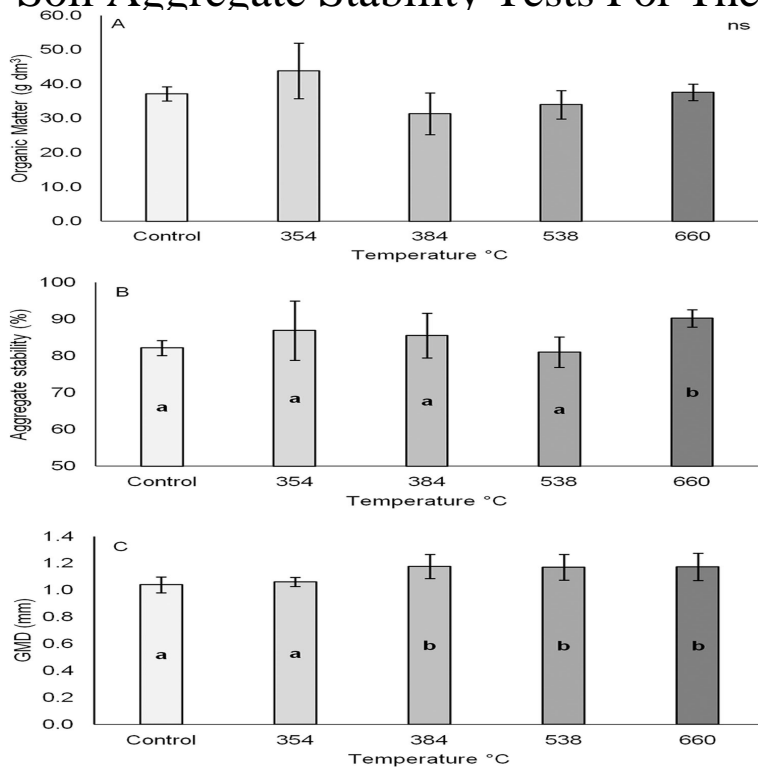 Soil Aggregate Stability Tests For The
A
ns
60.0
50.0
40.0
30.0
20.0
10.0
0.0
Organic Matter (g dm³)
Control 354 384 538 660
Temperature °C
B
100
90
80
70
60
50
Aggregate stability (%)
a a a a b
Control 354 384 538 660
Temperature °C
C
1.4
1.2
1.0
0.8
0.6
0.4
0.2
0.0
GMD (mm)
a a b b b
Control 354 384 538 660
Temperature °C